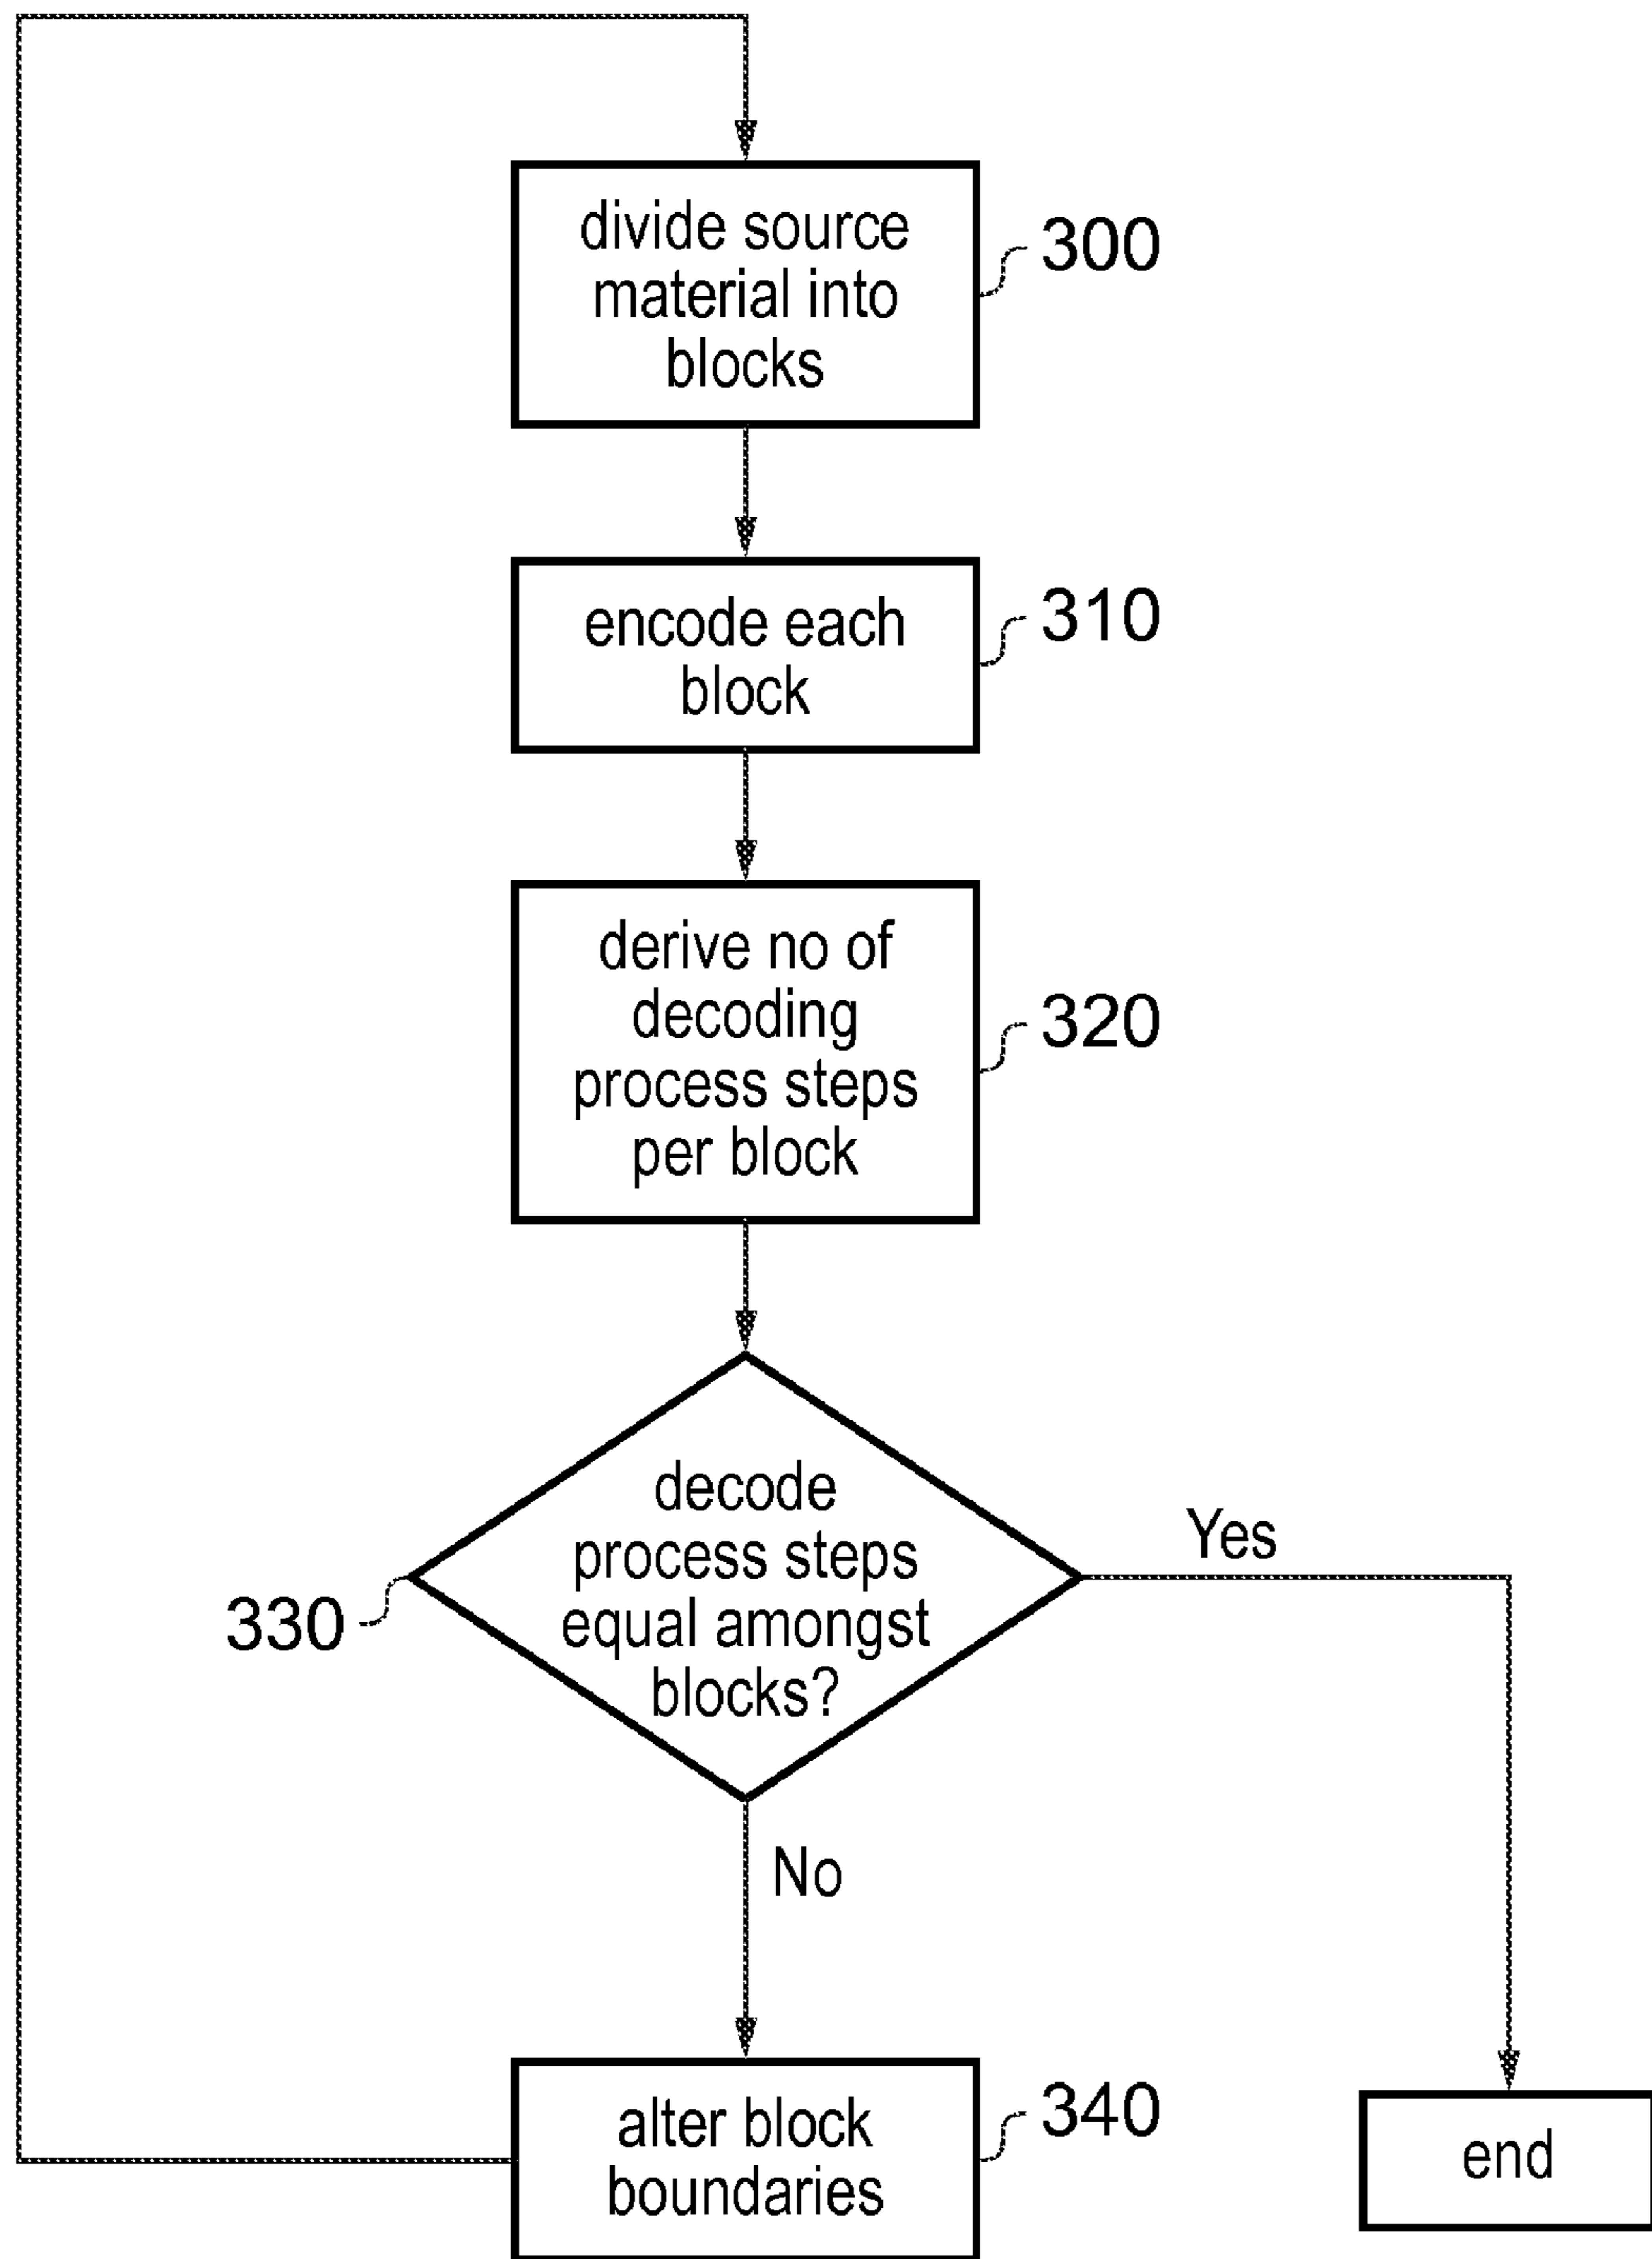 divide source
material into
blocks
300
encode each
block
310
derive no of
decoding
process steps
per block
320
decode
process steps
equal amongst
blocks?
330
Yes
No
alter block
boundaries
340
end